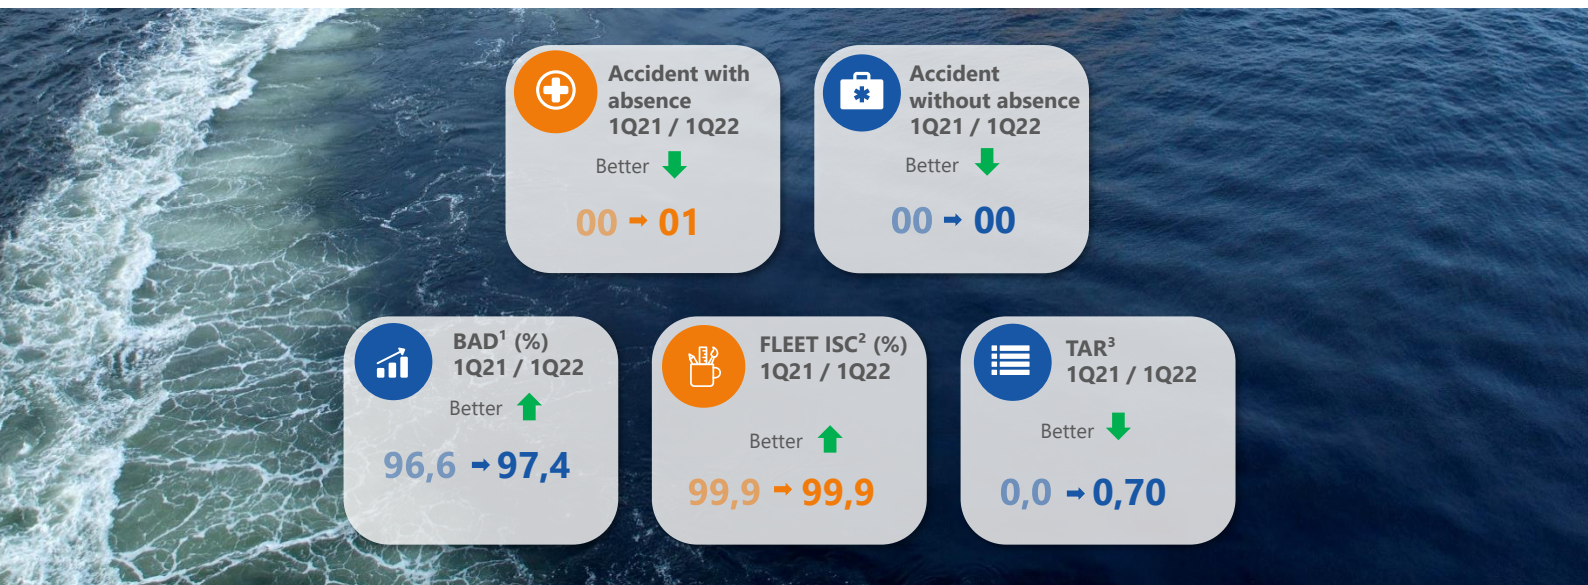 Accident with
absence
1Q21 / 1Q22
Better
00 → 01
Accident
without absence
1Q21 / 1Q22
Better
00 → 00
BAD¹ (%)
1Q21 / 1Q22
Better
96,6 → 97,4
FLEET ISC² (%)
1Q21 / 1Q22
Better
99,9 → 99,9
TAR³
1Q21 / 1Q22
Better
0,0 → 0,70